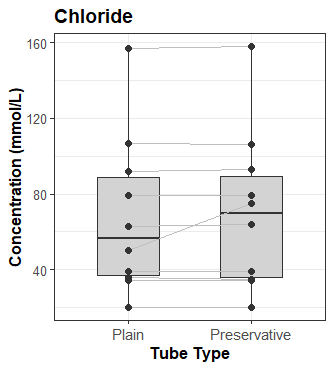 Chloride
Concentration (mmol/L)
160
120
80
40
Plain
Preservative
Tube Type